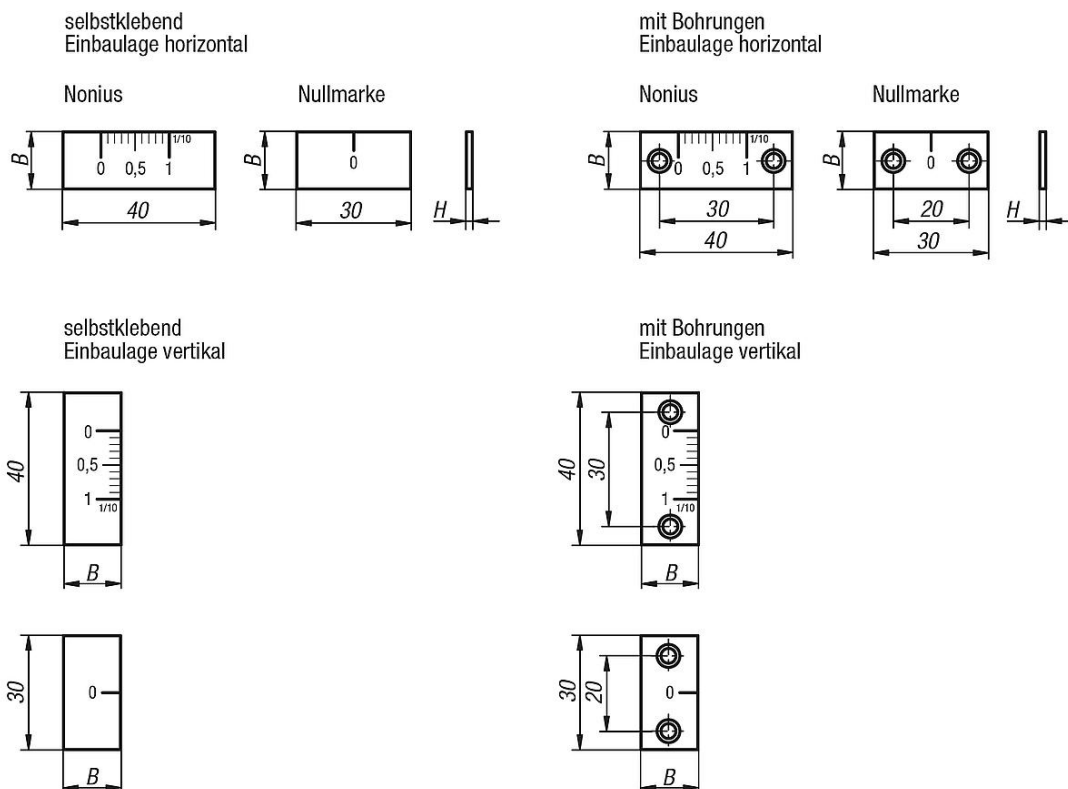 selbstklebend
Einbaulage horizontal
Nonius
Nullmarke
B
0 0,5 1
1/10
40
B
0
30
H
mit Bohrungen
Einbaulage horizontal
Nonius
Nullmarke
B
0 0,5 1
1/10
30
40
B
0
20
30
H
selbstklebend
Einbaulage vertikal
40
0
0,5
1
1/10
B
30
0
B
mit Bohrungen
Einbaulage vertikal
40
30
0
0,5
1
1/10
B
30
20
0
B